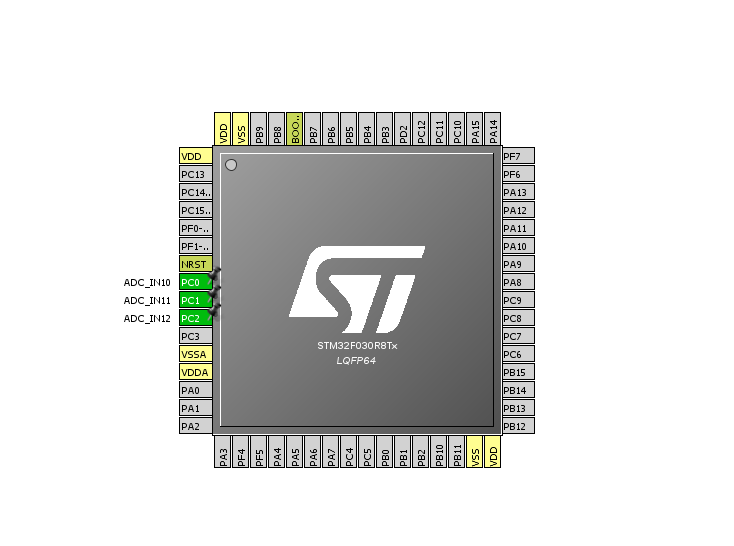 VDD
VSS
PB9
PB8
BOO..
PB7
PB6
PB5
PB4
PB3
PD2
PC12
PC11
PC10
PA15
PA14
VDD
PC13
PC14..
PC15..
PF0-..
PF1-..
NRST
ADC_IN10 PC0
ADC_IN11 PC1
ADC_IN12 PC2
PC3
VSSA
VDDA
PA0
PA1
PA2
ST
STM32F030R8Tx
LQFP64
PF7
PF6
PA13
PA12
PA11
PA10
PA9
PA8
PC9
PC8
PC7
PC6
PB15
PB14
PB13
PB12
PA3
PF4
PF5
PA4
PA5
PA6
PA7
PC4
PC5
PB0
PB1
PB2
PB10
PB11
VSS
VDD